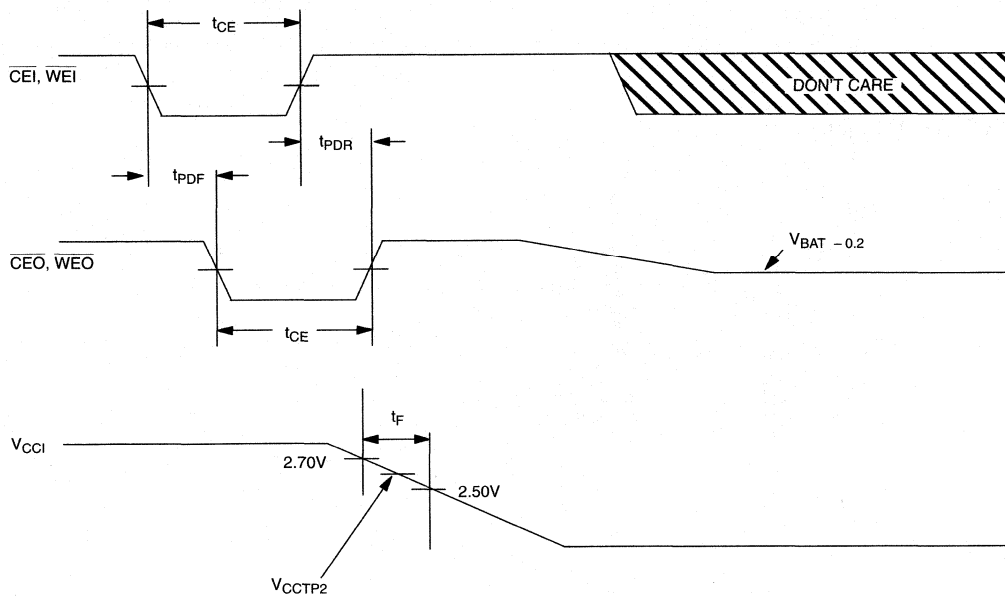 tCE
CEI, WEI
DON'T CARE
tPDR
tPDF
CEO, WEO
VBAT – 0.2
tCE
tF
VCCI
2.70V
2.50V
VCCTP2